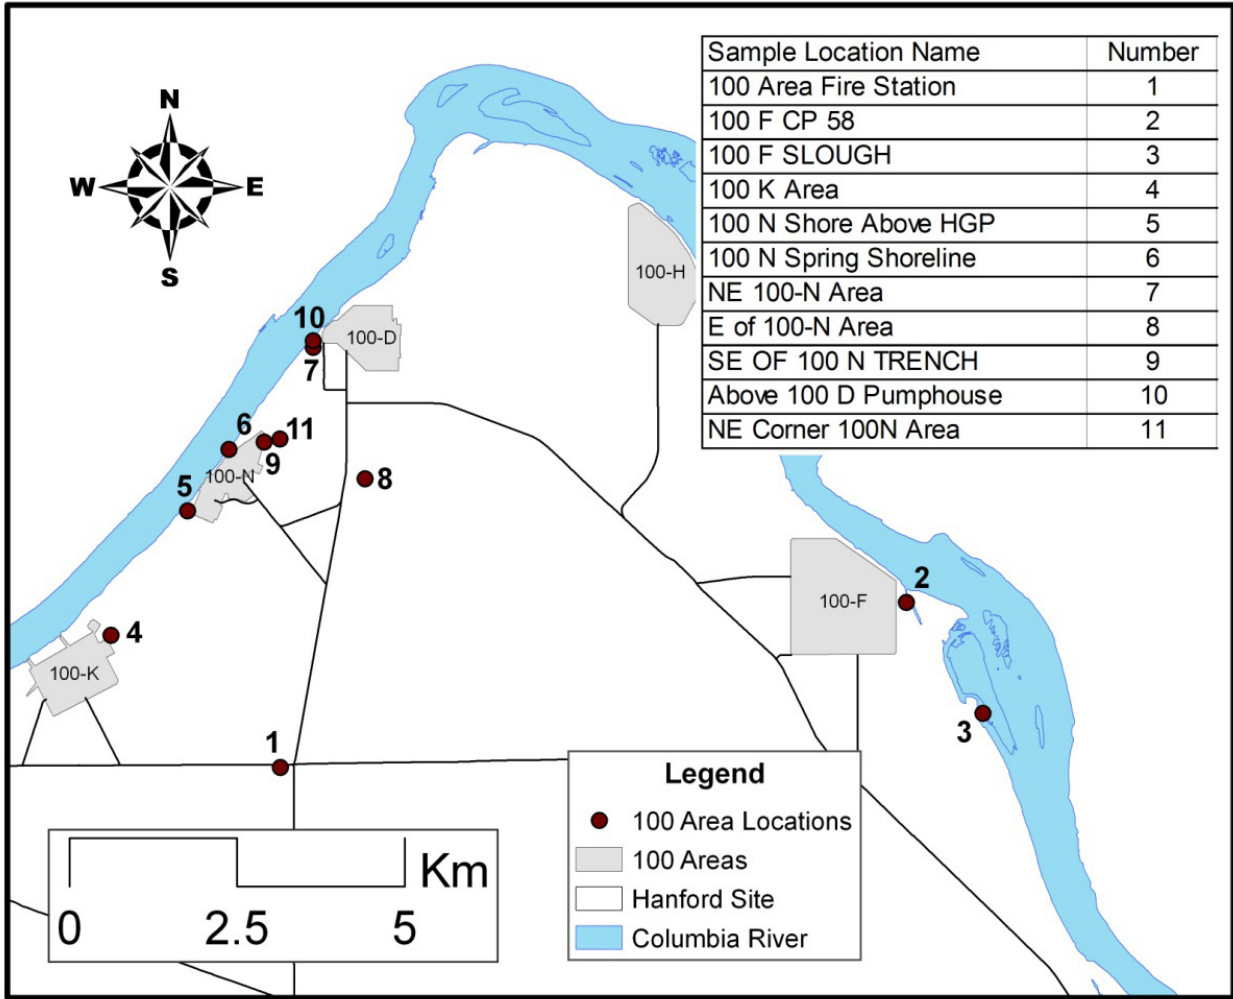 N
W E
S
Sample Location Name Number
100 Area Fire Station 1
100 F CP 58 2
100 F SLOUGH 3
100 K Area 4
100 N Shore Above HGP 5
100 N Spring Shoreline 6
NE 100-N Area 7
E of 100-N Area 8
SE OF 100 N TRENCH 9
Above 100 D Pumphouse 10
NE Corner 100N Area 11
100-H
10
100-D
7
6
11
9
100-N
8
5
2
100-F
4
100-K
3
1
Legend
100 Area Locations
100 Areas
Hanford Site
Columbia River
Km
0 2.5 5